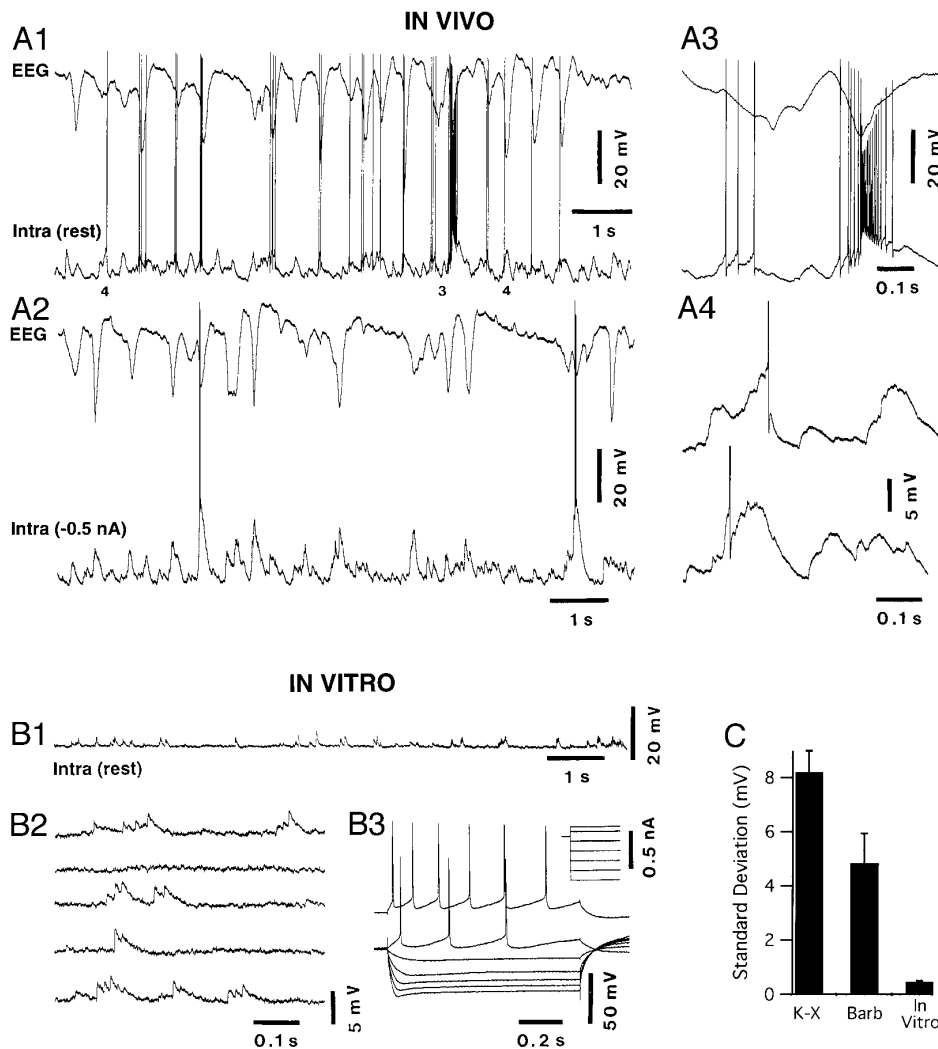 IN VIVO
A1
EEG
20 mV
1 s
Intra (rest)
4
3
4
A3
20 mV
0.1 s
A2
EEG
20 mV
Intra (-0.5 nA)
1 s
A4
5 mV
0.1 s
IN VITRO
B1
20 mV
Intra (rest)
1 s
B2
5 mV
0.1 s
B3
0.5 nA
50 mV
0.2 s
C
Standard Deviation (mV)
8
6
4
2
0
K-X
Barb
In
Vitro